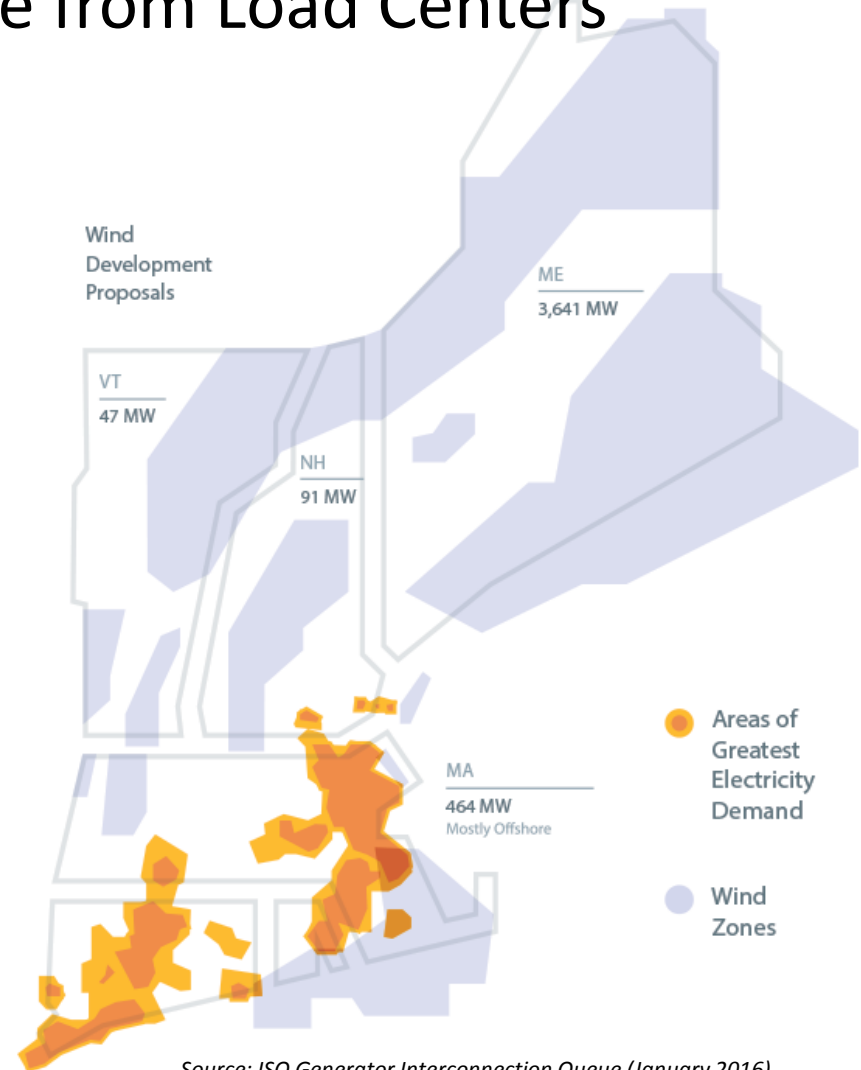 e from Load Centers
Wind
Development
Proposals
ME
3,641 MW
VT
47 MW
NH
91 MW
Areas of
Greatest
Electricity
Demand
MA
464 MW
Mostly Offshore
Wind
Zones
Source: ISO Generator Interconnection Queue (January 2016)